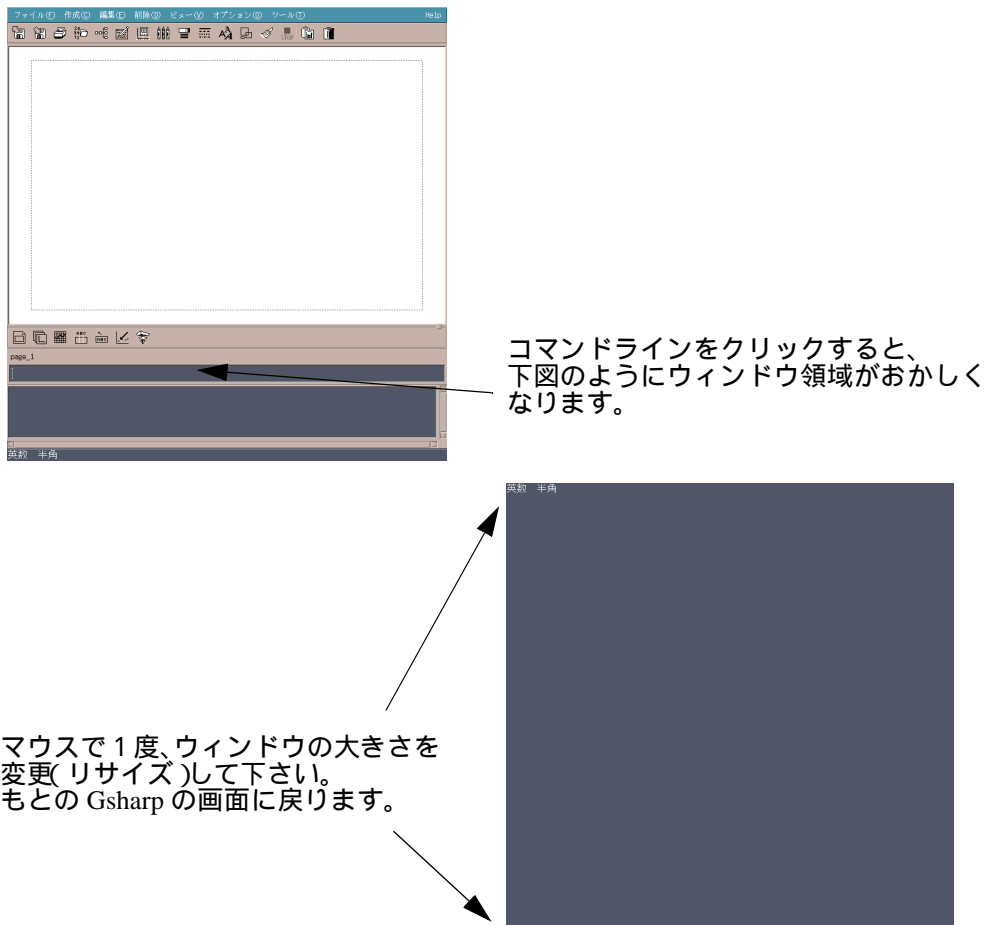 ファイル(F) 作成(C) 編集(E) 削除(D) ビュー(V) オプション(O) ツール(T) Help
STOP
ABC ABC
page_1
英数 半角
コマンドラインをクリックすると、
下図のようにウィンドウ領域がおかしく
なります。
英数 半角
マウスで1度、ウィンドウの大きさを
変更(リサイズ)して下さい。
もとの Gsharp の画面に戻ります。